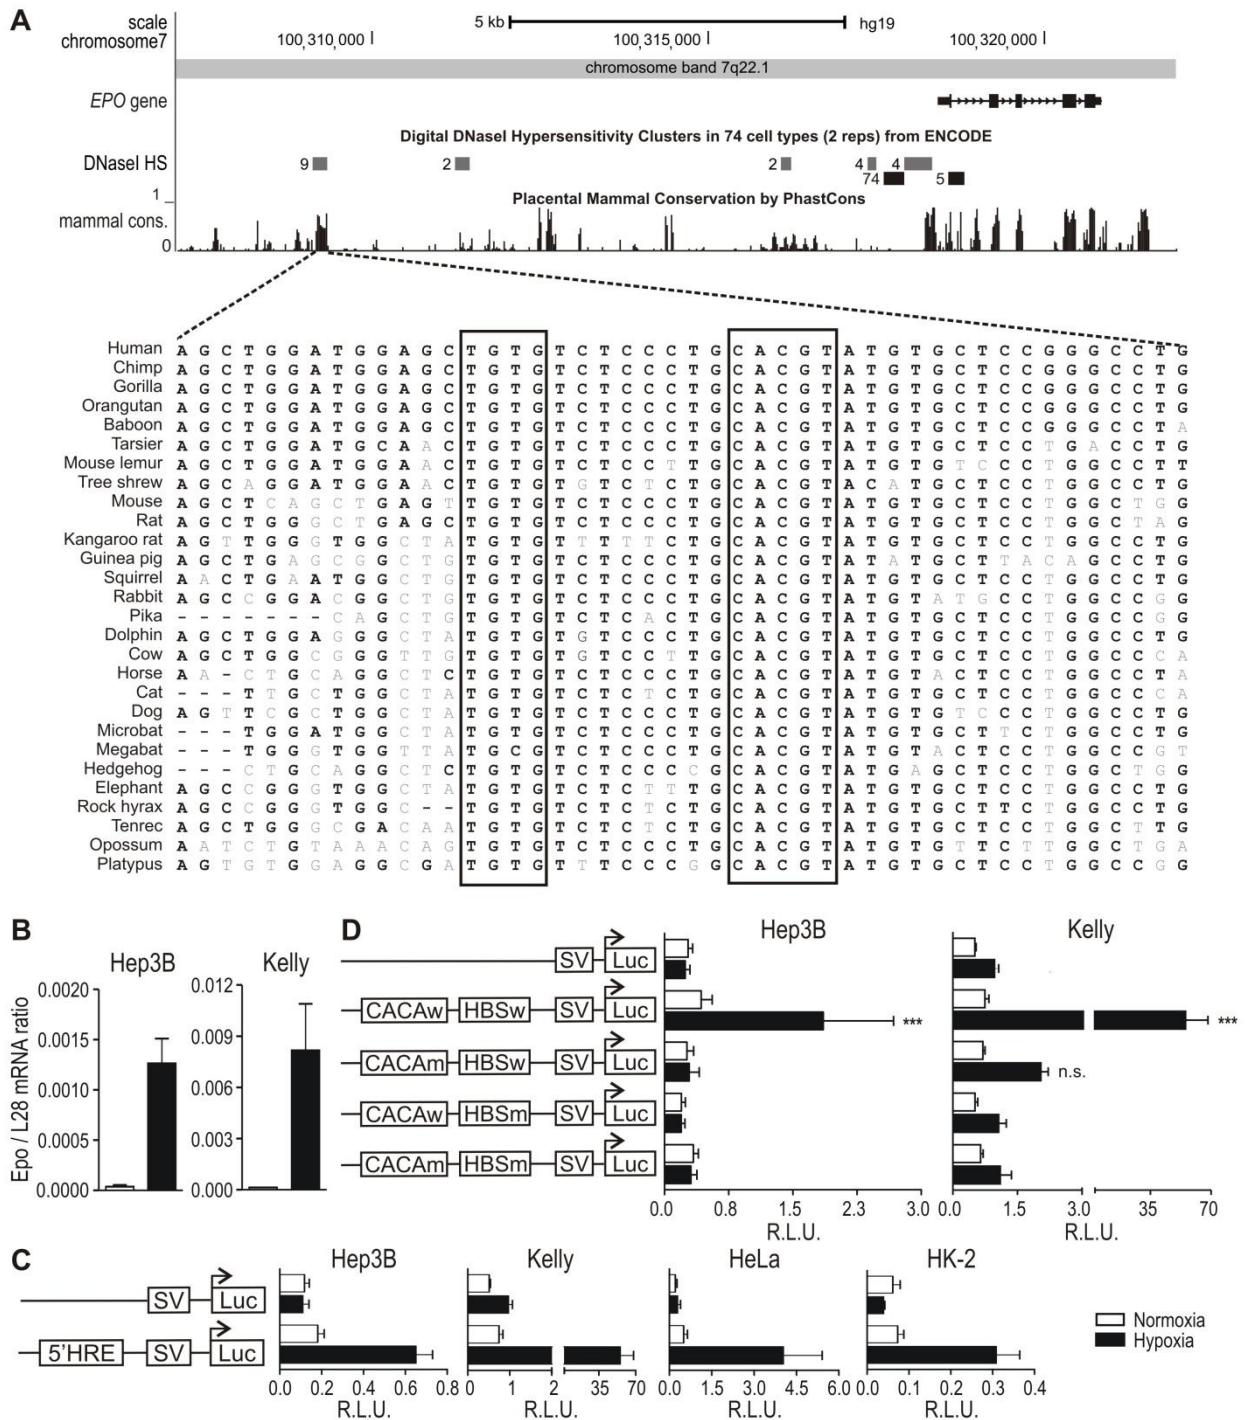 A
scale 5 kb hg19
chromosome7 100,310,000 100,315,000 100,320,000
chromosome band 7q22.1
EPO gene
Digital DNaseI Hypersensitivity Clusters in 74 cell types (2 reps) from ENCODE
DNaseI HS 9 2 2 4 4
74 5
1 Placental Mammal Conservation by PhastCons
mammal cons.
0
Human A G C T G G A T G G A G C T G T G T C T C C C T G C A C G T A T G T G C T C C G G G C C T G
Chimp A G C T G G A T G G A G C T G T G T C T C C C T G C A C G T A T G T G C T C C G G G C C T G
Gorilla A G C T G G A T G G A G C T G T G T C T C C C T G C A C G T A T G T G C T C C G G G C C T G
Orangutan A G C T G G A T G G A G C T G T G T C T C C C T G C A C G T A T G T G C T C C G G G C C T G
Baboon A G C T G G A T G G A G C T G T G T C T C C C T G C A C G T A T G T G C T C C G G G C C T A
Tarsier A G C T G G A T G C A A C T G T G T C T C C C T G C A C G T A T G T G C T C C T G A C C T G
Mouse lemur A G C T G G A T G G A A C T G T G T C T C C T T G C A C G T A T G T G T C C C T G G C C T T
Tree shrew A G C A G G A T G G A A C T G T G T G T C T C T G C A C G T A C A T G C T C C T G G C C T G
Mouse A G C T C A G C T G A G T T G T G T C T C C C T G C A C G T A T G T G C T C C T G G C T G G
Rat A G C T G G G C T G A G C T G T G T C T C C C T G C A C G T A T G T G C T C C T G G C T A G
Kangaroo rat A G T T G G G T G G C T A T G T G T T T T T C T G C A C G T A T G T G C T C C T G G C C T G
Guinea pig A G C T G A G C G G C T G T G T G T C T C C C T G C A C G T A T A T G C T T A C A G C C T G
Squirrel A A C T G A A T G G C T G T G T G T C T C C C T G C A C G T A T G T G C T C C T G G C C T G
Rabbit A G C C G G A C G G C T G T G T G T C T C C C T G C A C G T A T G T A T G C C T G G C C G G
Pika - - - - - - - C A G C T G T G T G T C T C A C T G C A C G T A T G T G C T C C T G G C C G G
Dolphin A G C T G G A G G G C T A T G T G T G T C C C T G C A C G T A T G T G C T C C T G G C C T G
Cow A G C T G G C G G G T T G T G T G T G T C C T T G C A C G T A T G T G C T C C T G G C C C A
Horse A A - C T G C A G G C T C T G T G T C T C C C T G C A C G T A T G T A C T C C T G G C C T A
Cat - - - T T G C T G G C T A T G T G T C T C T C T G C A C G T A T G T G C T C C T G G C C C A
Dog A G T T C G C T G G C T A T G T G T C T C C C T G C A C G T A T G T G T C C C T G G C C T G
Microbat - - - T G G A T G G C T A T G T G T C T C C C T G C A C G T A T G T G C T T C T G G C C T G
Megabat - - - T G G G T G G T T A T G C G T C T C C C T G C A C G T A T G T A C T C C T G G C C G T
Hedgehog - - - C T G C A G G C T C T G T G T C T C C C C G C A C G T A T G A G C T C C T G G C T G G
Elephant A G C C G G G T G G C T A T G T G T C T C T T T G C A C G T A T G T G C T C C T G G C C T G
Rock hyrax A G C C G G G T G G C - - T G T G T C T C T C T G C A C G T A T G T G C T T C T G G C C T G
Tenrec A G C T G G G C G A C A A T G T G T C T C T C T G C A C G T A T G T G C T C C T G G C T T G
Opossum A A T C T G T A A A C A G T G T G T C T C C C T G C A C G T A T G T G T T C T T G G C T G A
Platypus A G T G T G G A G G C G A T G T G T T T C C C G G C A C G T A T G T G C T C C T G G C C G A
B
Hep3B Kelly
Epo / L28 mRNA ratio
0.0020 0.012
0.0015 0.009
0.0010 0.006
0.0005 0.003
0.0000 0.000
D
Hep3B Kelly
SV Luc
CACAw HBSw SV Luc *** ***
CACAm HBSw SV Luc n.s.
CACAw HBSm SV Luc
CACAm HBSm SV Luc
0.0 0.8 1.5 2.3 3.0 0.0 1.5 3.0 35 70
R.L.U. R.L.U.
C
Hep3B Kelly HeLa HK-2
SV Luc
5'HRE SV Luc
0.0 0.2 0.4 0.6 0.8 0 1 2 35 70 0.0 1.5 3.0 4.5 6.0 0.0 0.1 0.2 0.3 0.4
R.L.U. R.L.U. R.L.U. R.L.U.
Normoxia
Hypoxia